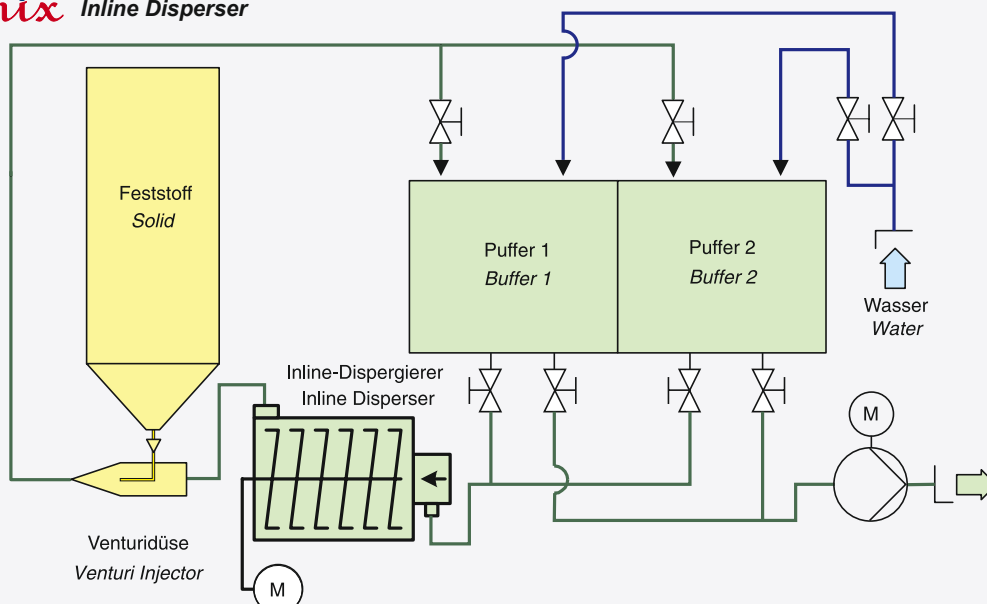 Inline Disperser
Feststoff
Solid
Puffer 1
Buffer 1
Puffer 2
Buffer 2
Wasser
Water
Inline-Dispergierer
Inline Disperser
M
Venturidüse
Venturi Injector
M